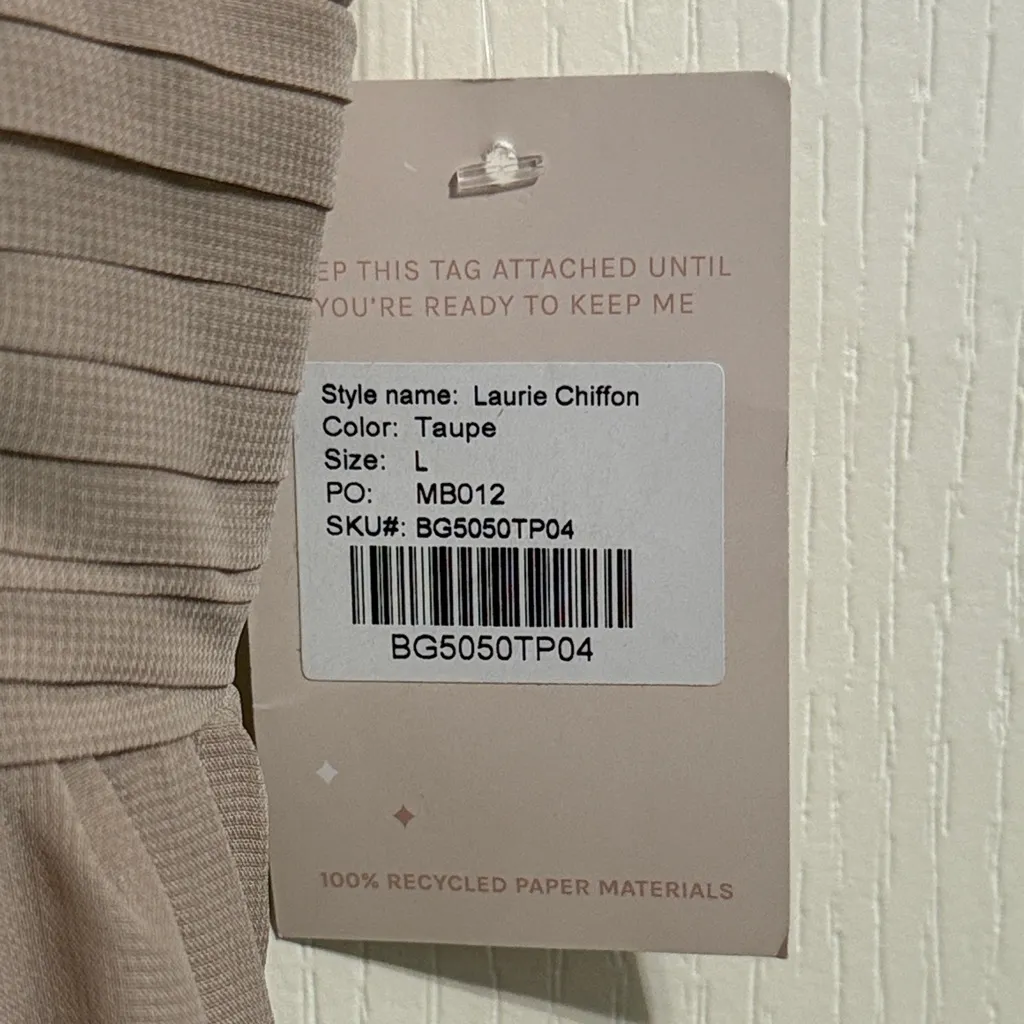 EP THIS TAG ATTACHED UNTIL
YOU'RE READY TO KEEP ME
Style name: Laurie Chiffon
Color: Taupe
Size: L
PO: MB012
SKU#: BG5050TP04
BG5050TP04
100% RECYCLED PAPER MATERIALS